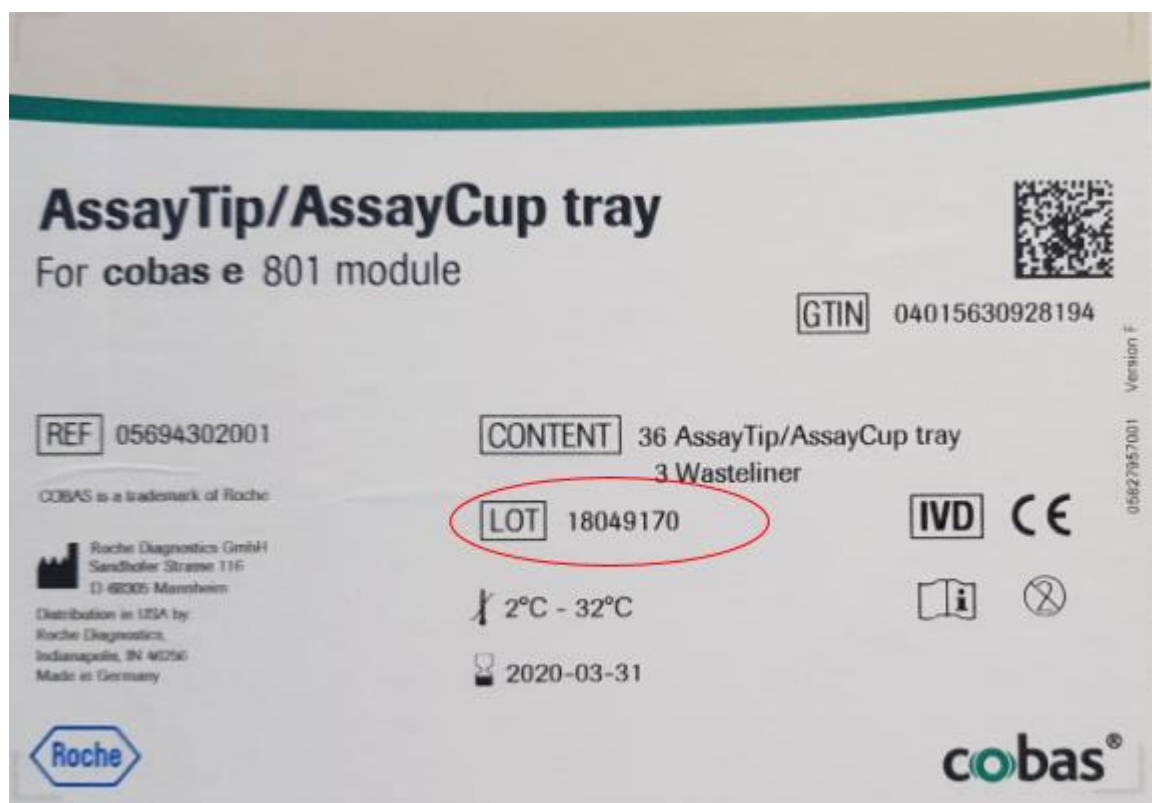 AssayTip/AssayCup tray
For cobas e 801 module
GTIN 04015630928194
REF 05694302001
CONTENT 36 AssayTip/AssayCup tray
3 Wasteliner
COBAS is a trademark of Roche
LOT 18049170
IVD CE
Roche Diagnostics GmbH
Sandhofer Strasse 116
D-68305 Mannheim
Distribution in USA by:
Roche Diagnostics,
Indianapolis, IN 46256
Made in Germany
2°C - 32°C
i
2
2020-03-31
05827957001 Version F
Roche
cobas®